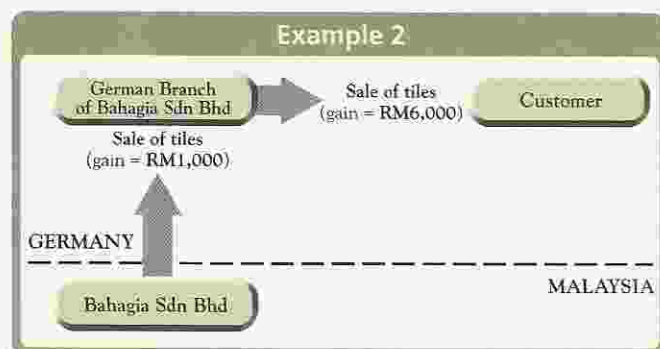 Example 2
German Branch
of Bahagia Sdn Bhd
Sale of tiles
(gain = RM6,000)
Customer
Sale of tiles
(gain = RM1,000)
GERMANY
MALAYSIA
Bahagia Sdn Bhd